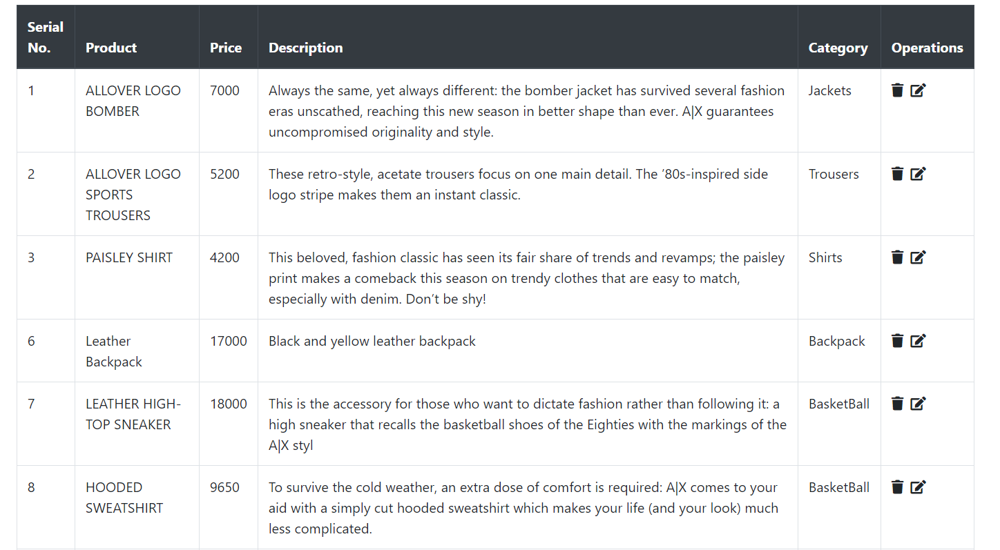 Serial No. Product Price Description Category Operations
1 ALLOVER LOGO 7000 Always the same, yet always different: the bomber jacket has survived several fashion Jackets
BOMBER eras unscathed, reaching this new season in better shape than ever. A|X guarantees
uncompromised originality and style.
2 ALLOVER LOGO 5200 These retro-style, acetate trousers focus on one main detail. The ’80s-inspired side Trousers
SPORTS logo stripe makes them an instant classic.
TROUSERS
3 PAISLEY SHIRT 4200 This beloved, fashion classic has seen its fair share of trends and revamps; the paisley Shirts
print makes a comeback this season on trendy clothes that are easy to match,
especially with denim. Don’t be shy!
6 Leather 17000 Black and yellow leather backpack Backpack
Backpack
7 LEATHER HIGH- 18000 This is the accessory for those who want to dictate fashion rather than following it: a BasketBall
TOP SNEAKER high sneaker that recalls the basketball shoes of the Eighties with the markings of the
A|X styl
8 HOODED 9650 To survive the cold weather, an extra dose of comfort is required: A|X comes to your BasketBall
SWEATSHIRT aid with a simply cut hooded sweatshirt which makes your life (and your look) much
less complicated.